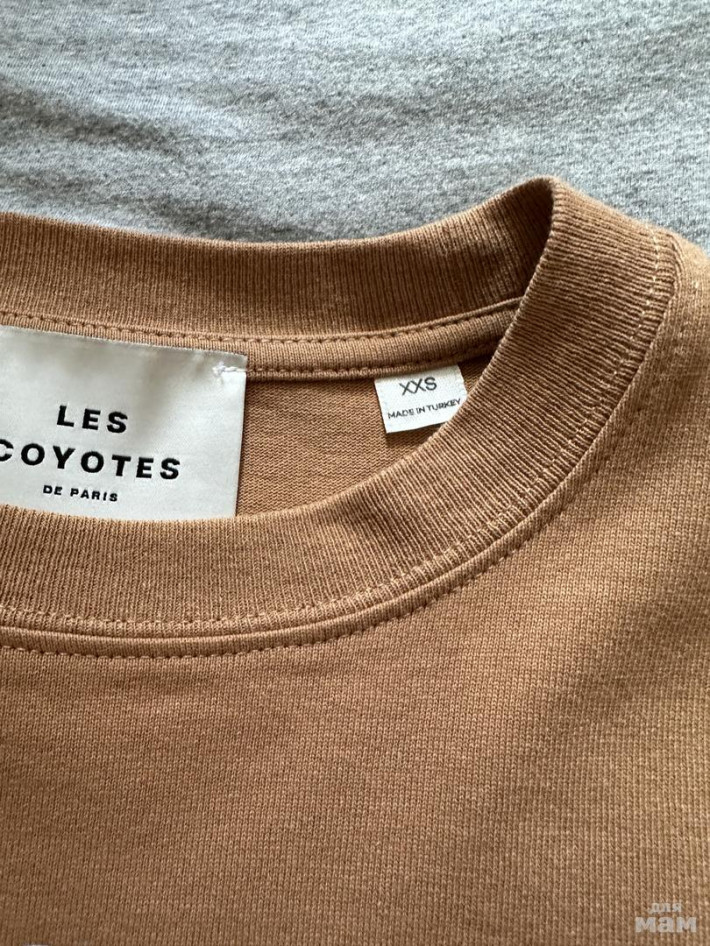 LES
COYOTES
DE PARIS
XXS
MADE IN TURKEY
для
мам